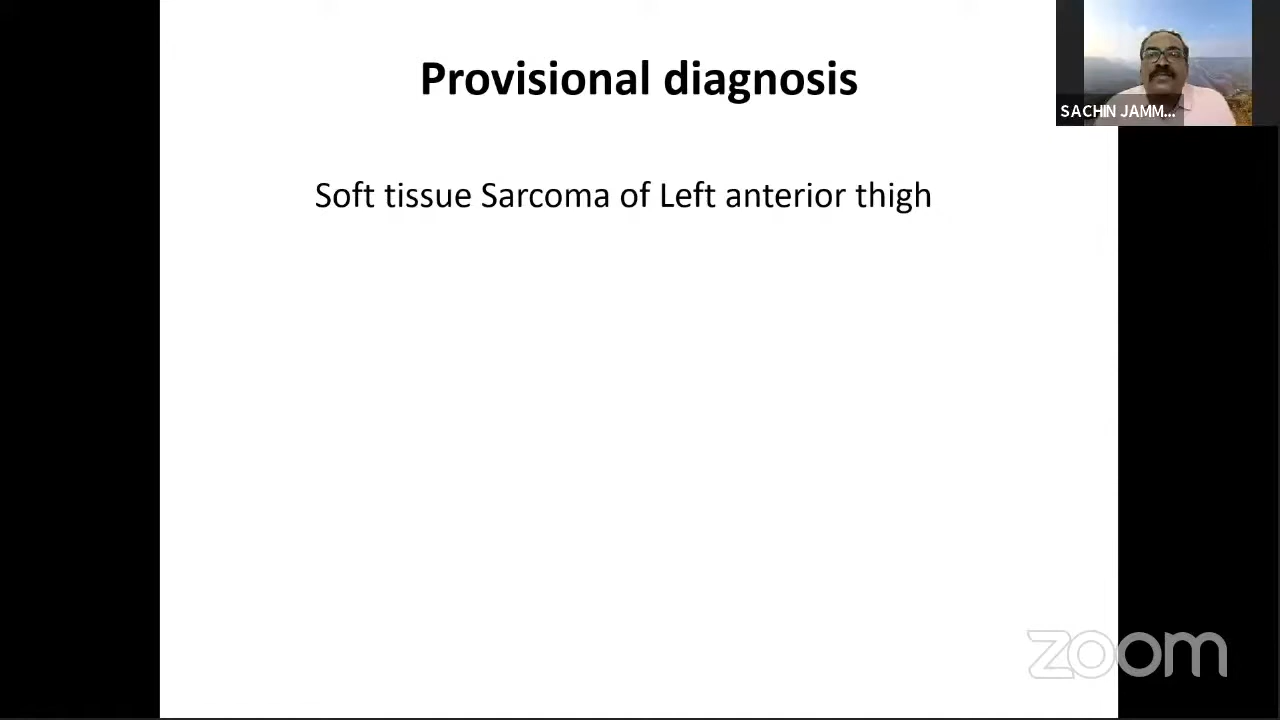 Provisional diagnosis
SACHIN JAMM...
Soft tissue Sarcoma of Left anterior thigh
zoom